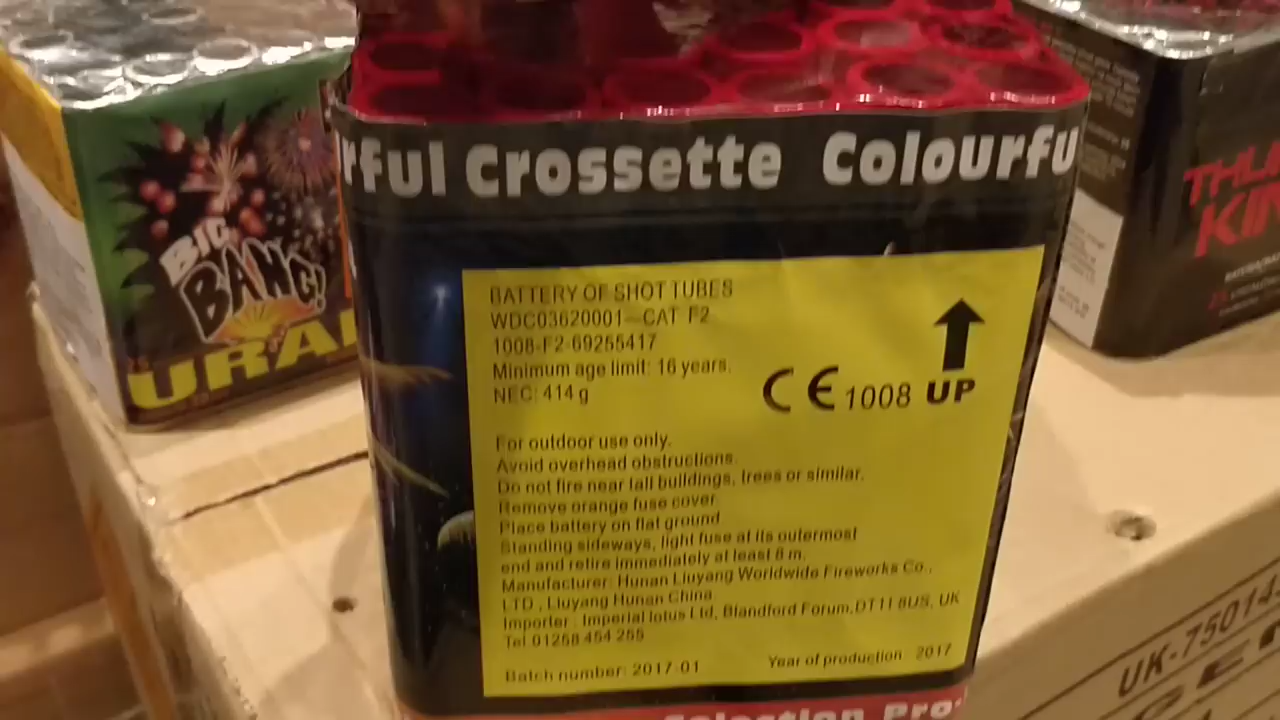 rful Crossette Colourfu
BATTERY OF SHOT TUBES
WDC03620001-CAT F2
1008-F2-69255417
Minimum age limit: 16 years.
NEC: 414 g
CE 1008 UP
For outdoor use only.
Avoid overhead obstructions.
Do not fire near tall buildings, trees or similar.
Remove orange fuse cover
Place battery on flat ground
Standing sideways, light fuse at its outermost
end and retire immediately at least 8 m.
Manufacturer: Hunan Liuyang Worldwide Fireworks Co.,
LTD., Liuyang Hunan China
Importer : Imperial lotus Ltd, Blandford Forum, DT11 8US, UK
Tel 01258 454 255
Batch number: 2017-01 Year of production 2017
Selection Pro
BIG
BANG!
URA
THU
KIN
UK-75014